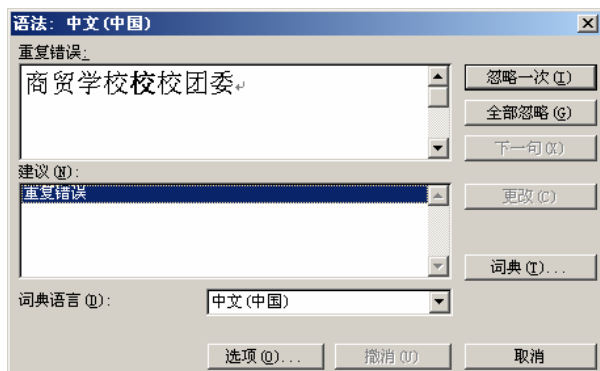 语法: 中文(中国)
重复错误:
商贸学校校校团委↵
忽略一次(I)
全部忽略(G)
下一句(X)
建议(N):
重复错误
更改(C)
词典(T)...
词典语言(D):
中文(中国)
选项(O)...
撤消(U)
取消